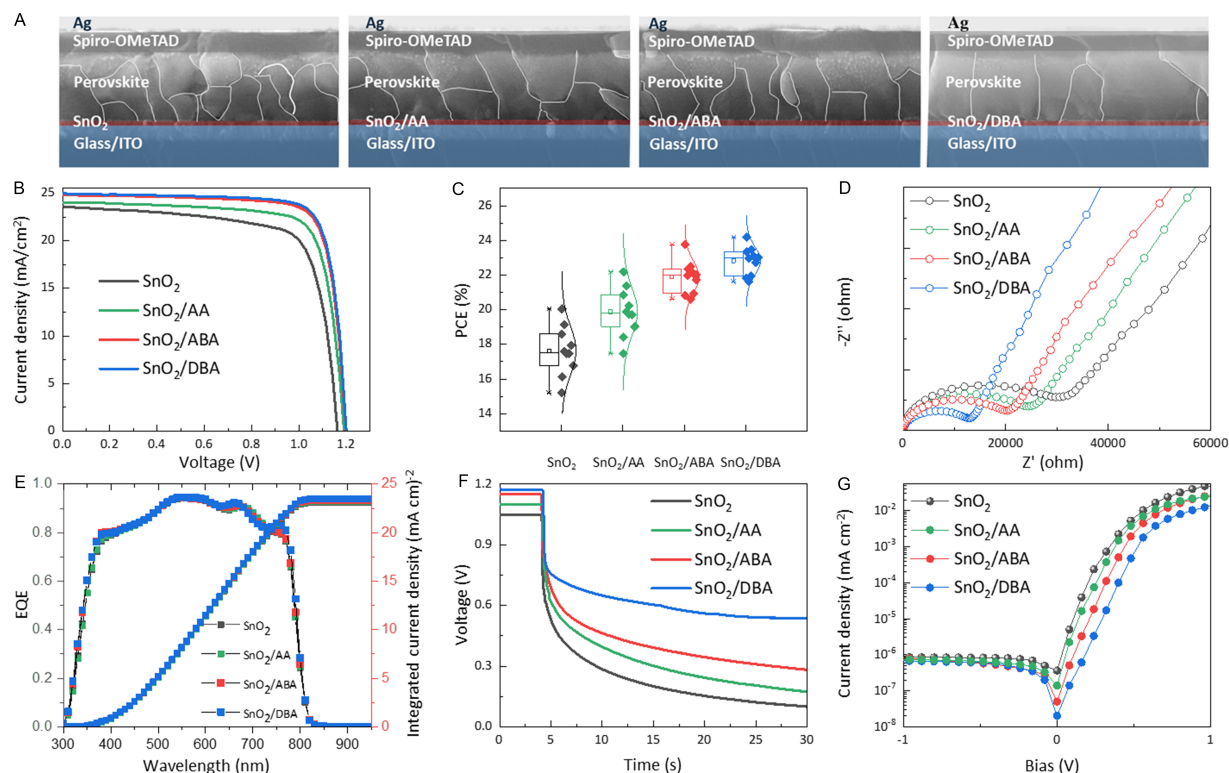 A
Ag
Spiro-OMeTAD
Perovskite
SnO₂
Glass/ITO
Ag
Spiro-OMeTAD
Perovskite
SnO₂/AA
Glass/ITO
Ag
Spiro-OMeTAD
Perovskite
SnO₂/ABA
Glass/ITO
Ag
Spiro-OMeTAD
Perovskite
SnO₂/DBA
Glass/ITO
B
Current density (mA/cm²)
25
20
15
10
5
0
SnO₂
SnO₂/AA
SnO₂/ABA
SnO₂/DBA
0.0 0.2 0.4 0.6 0.8 1.0 1.2
Voltage (V)
C
PCE (%)
26
24
22
20
18
16
14
13
SnO₂ SnO₂/AA SnO₂/ABA SnO₂/DBA
D
-Z'' (ohm)
SnO₂
SnO₂/AA
SnO₂/ABA
SnO₂/DBA
0 20000 40000 60000
Z' (ohm)
E
EQE
1.0
0.8
0.6
0.4
0.2
0.0
SnO₂
SnO₂/AA
SnO₂/ABA
SnO₂/DBA
25
23
20
18
15
13
10
8
5
3
0
Integrated current density (mA cm)⁻²
300 400 500 600 700 800 900
Wavelength (nm)
F
Voltage (V)
1.2
0.9
0.6
0.3
0.0
SnO₂
SnO₂/AA
SnO₂/ABA
SnO₂/DBA
0 5 10 15 20 25 30
Time (s)
G
Current density (mA cm⁻²)
10⁻²
10⁻³
10⁻⁴
10⁻⁵
10⁻⁶
10⁻⁷
10⁻⁸
SnO₂
SnO₂/AA
SnO₂/ABA
SnO₂/DBA
-1 0 1
Bias (V)